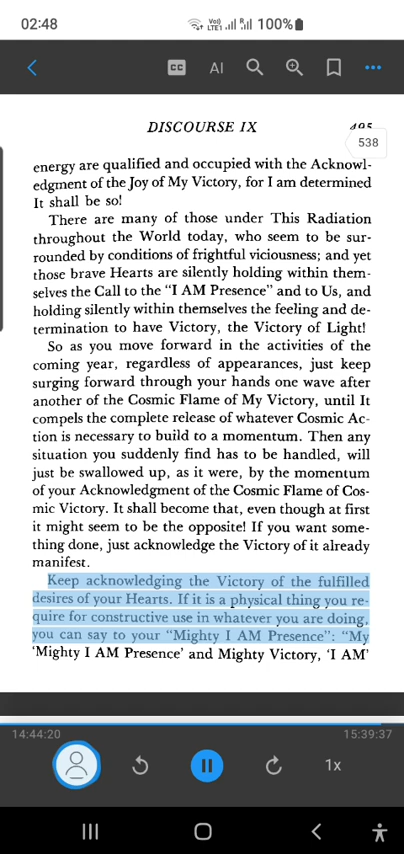 02:48
Vo)) LTE1 R 100%
CC AI
DISCOURSE IX 495
538
energy are qualified and occupied with the Acknowl-
edgment of the Joy of My Victory, for I am determined
It shall be so!
There are many of those under This Radiation
throughout the World today, who seem to be sur-
rounded by conditions of frightful viciousness; and yet
those brave Hearts are silently holding within them-
selves the Call to the “I AM Presence” and to Us, and
holding silently within themselves the feeling and de-
termination to have Victory, the Victory of Light!
So as you move forward in the activities of the
coming year, regardless of appearances, just keep
surging forward through your hands one wave after
another of the Cosmic Flame of My Victory, until It
compels the complete release of whatever Cosmic Ac-
tion is necessary to build to a momentum. Then any
situation you suddenly find has to be handled, will
just be swallowed up, as it were, by the momentum
of your Acknowledgment of the Cosmic Flame of Cos-
mic Victory. It shall become that, even though at first
it might seem to be the opposite! If you want some-
thing done, just acknowledge the Victory of it already
manifest.
Keep acknowledging the Victory of the fulfilled
desires of your Hearts. If it is a physical thing you re-
quire for constructive use in whatever you are doing,
you can say to your “Mighty I AM Presence”: “My
‘Mighty I AM Presence’ and Mighty Victory, ‘I AM’
14:44:20 15:39:37
1x